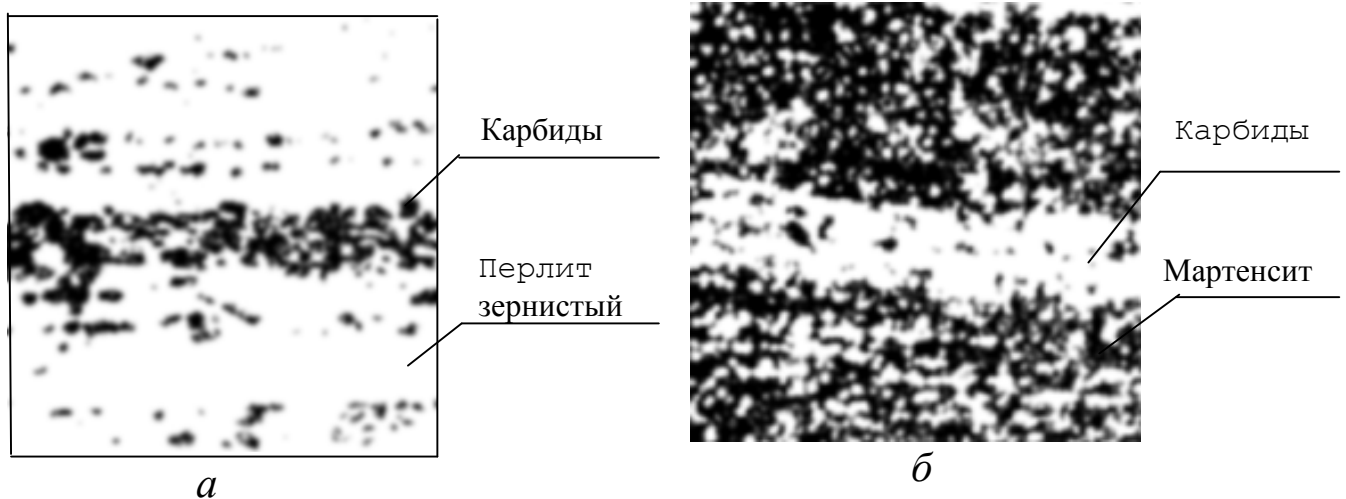 Карбиды
Перлит
зернистый
а
Карбиды
Мартенсит
б